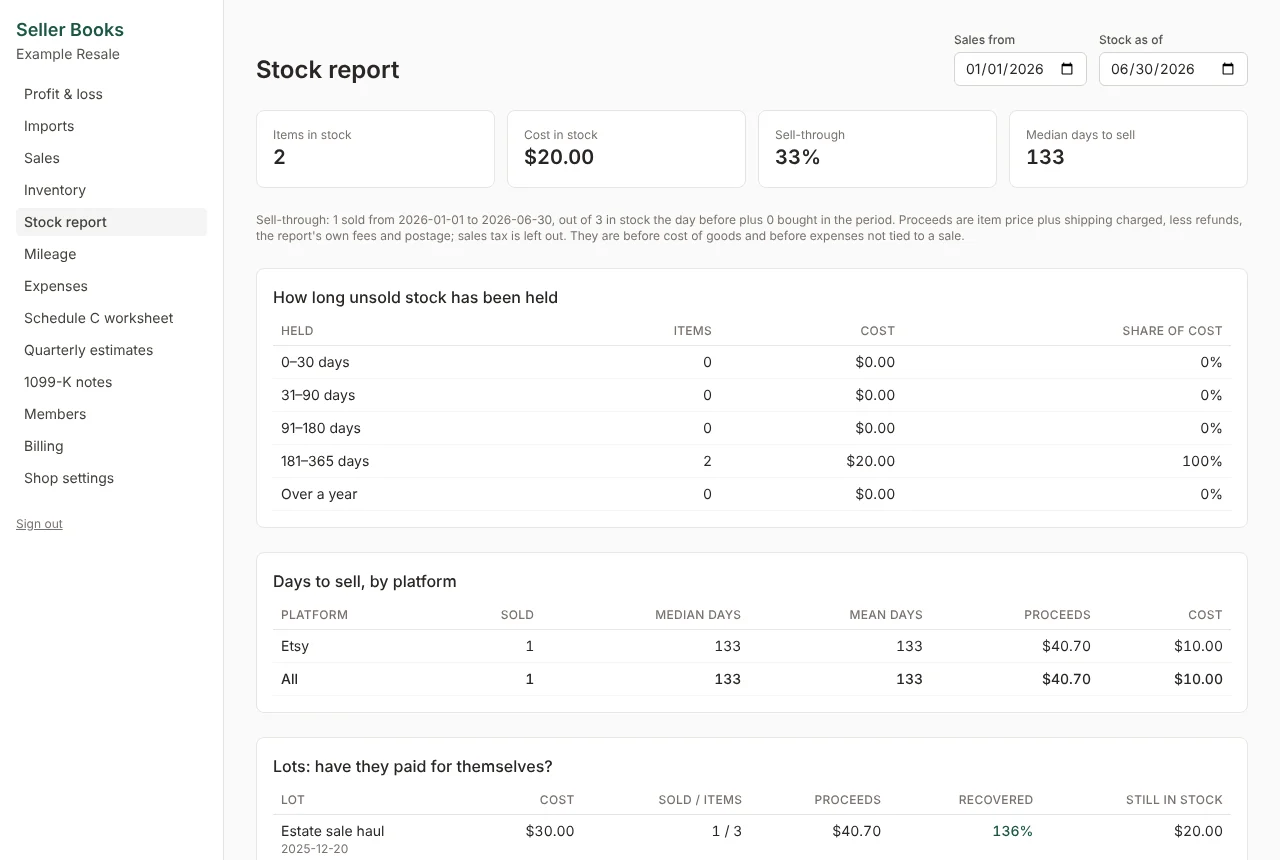 Seller Books
Example Resale
Profit & loss
Imports
Sales
Inventory
Stock report
Mileage
Expenses
Schedule C worksheet
Quarterly estimates
1099-K notes
Members
Billing
Shop settings
Sign out
Stock report
Sales from
01/01/2026
Stock as of
06/30/2026
Items in stock
2
Cost in stock
$20.00
Sell-through
33%
Median days to sell
133
Sell-through: 1 sold from 2026-01-01 to 2026-06-30, out of 3 in stock the day before plus 0 bought in the period. Proceeds are item price plus shipping charged, less refunds,
the report's own fees and postage; sales tax is left out. They are before cost of goods and before expenses not tied to a sale.
How long unsold stock has been held
HELD ITEMS COST SHARE OF COST
0–30 days 0 $0.00 0%
31–90 days 0 $0.00 0%
91–180 days 0 $0.00 0%
181–365 days 2 $20.00 100%
Over a year 0 $0.00 0%
Days to sell, by platform
PLATFORM SOLD MEDIAN DAYS MEAN DAYS PROCEEDS COST
Etsy 1 133 133 $40.70 $10.00
All 1 133 133 $40.70 $10.00
Lots: have they paid for themselves?
LOT COST SOLD / ITEMS PROCEEDS RECOVERED STILL IN STOCK
Estate sale haul $30.00 1 / 3 $40.70 136% $20.00
2025-12-20